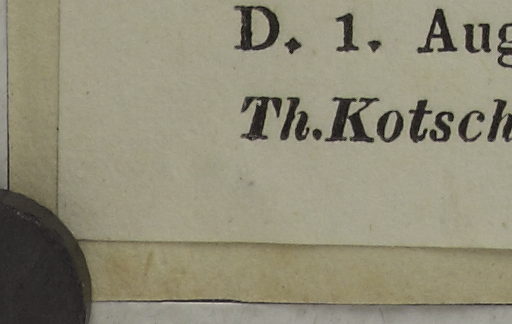 D. 1. Aug
Th. Kotsch